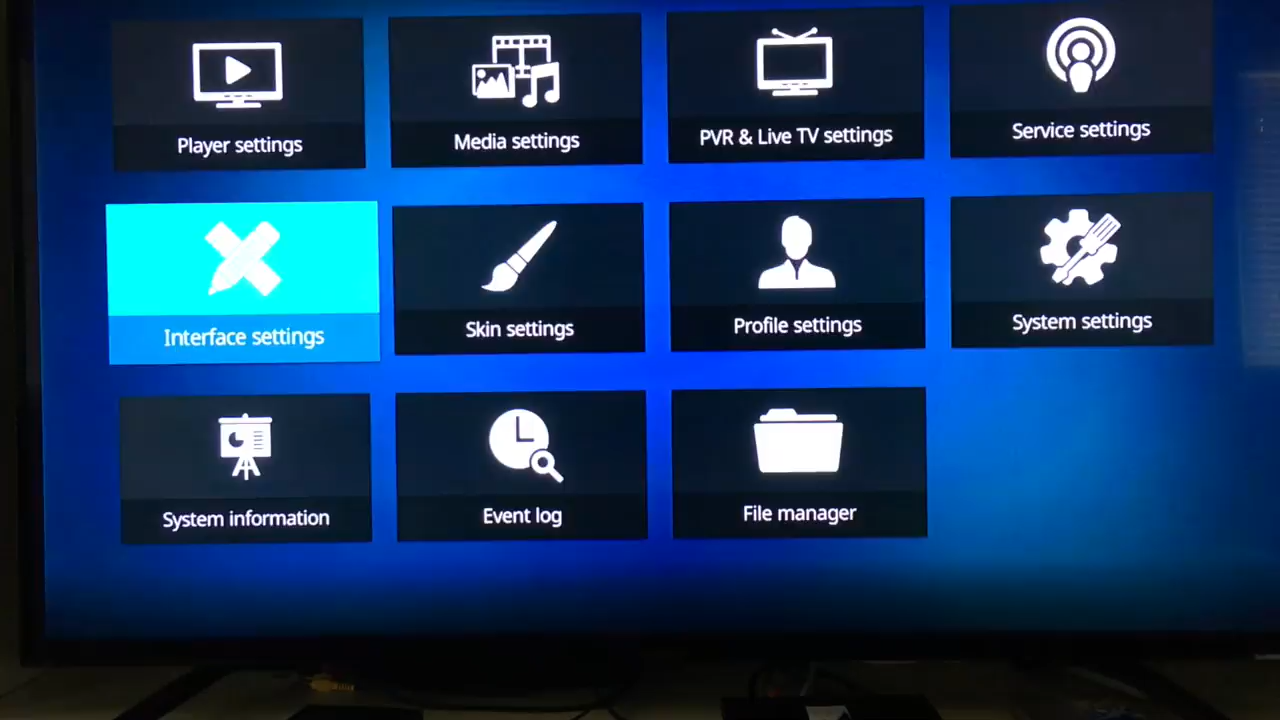 Player settings
Media settings
PVR & Live TV settings
Service settings
Interface settings
Skin settings
Profile settings
System settings
System information
Event log
File manager